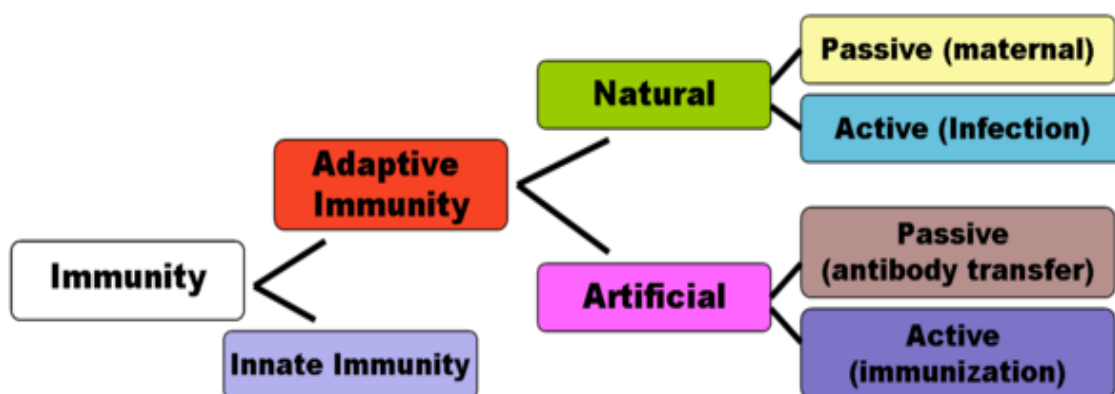 Immunity
Adaptive
Immunity
Innate Immunity
Natural
Artificial
Passive (maternal)
Active (Infection)
Passive
(antibody transfer)
Active
(immunization)